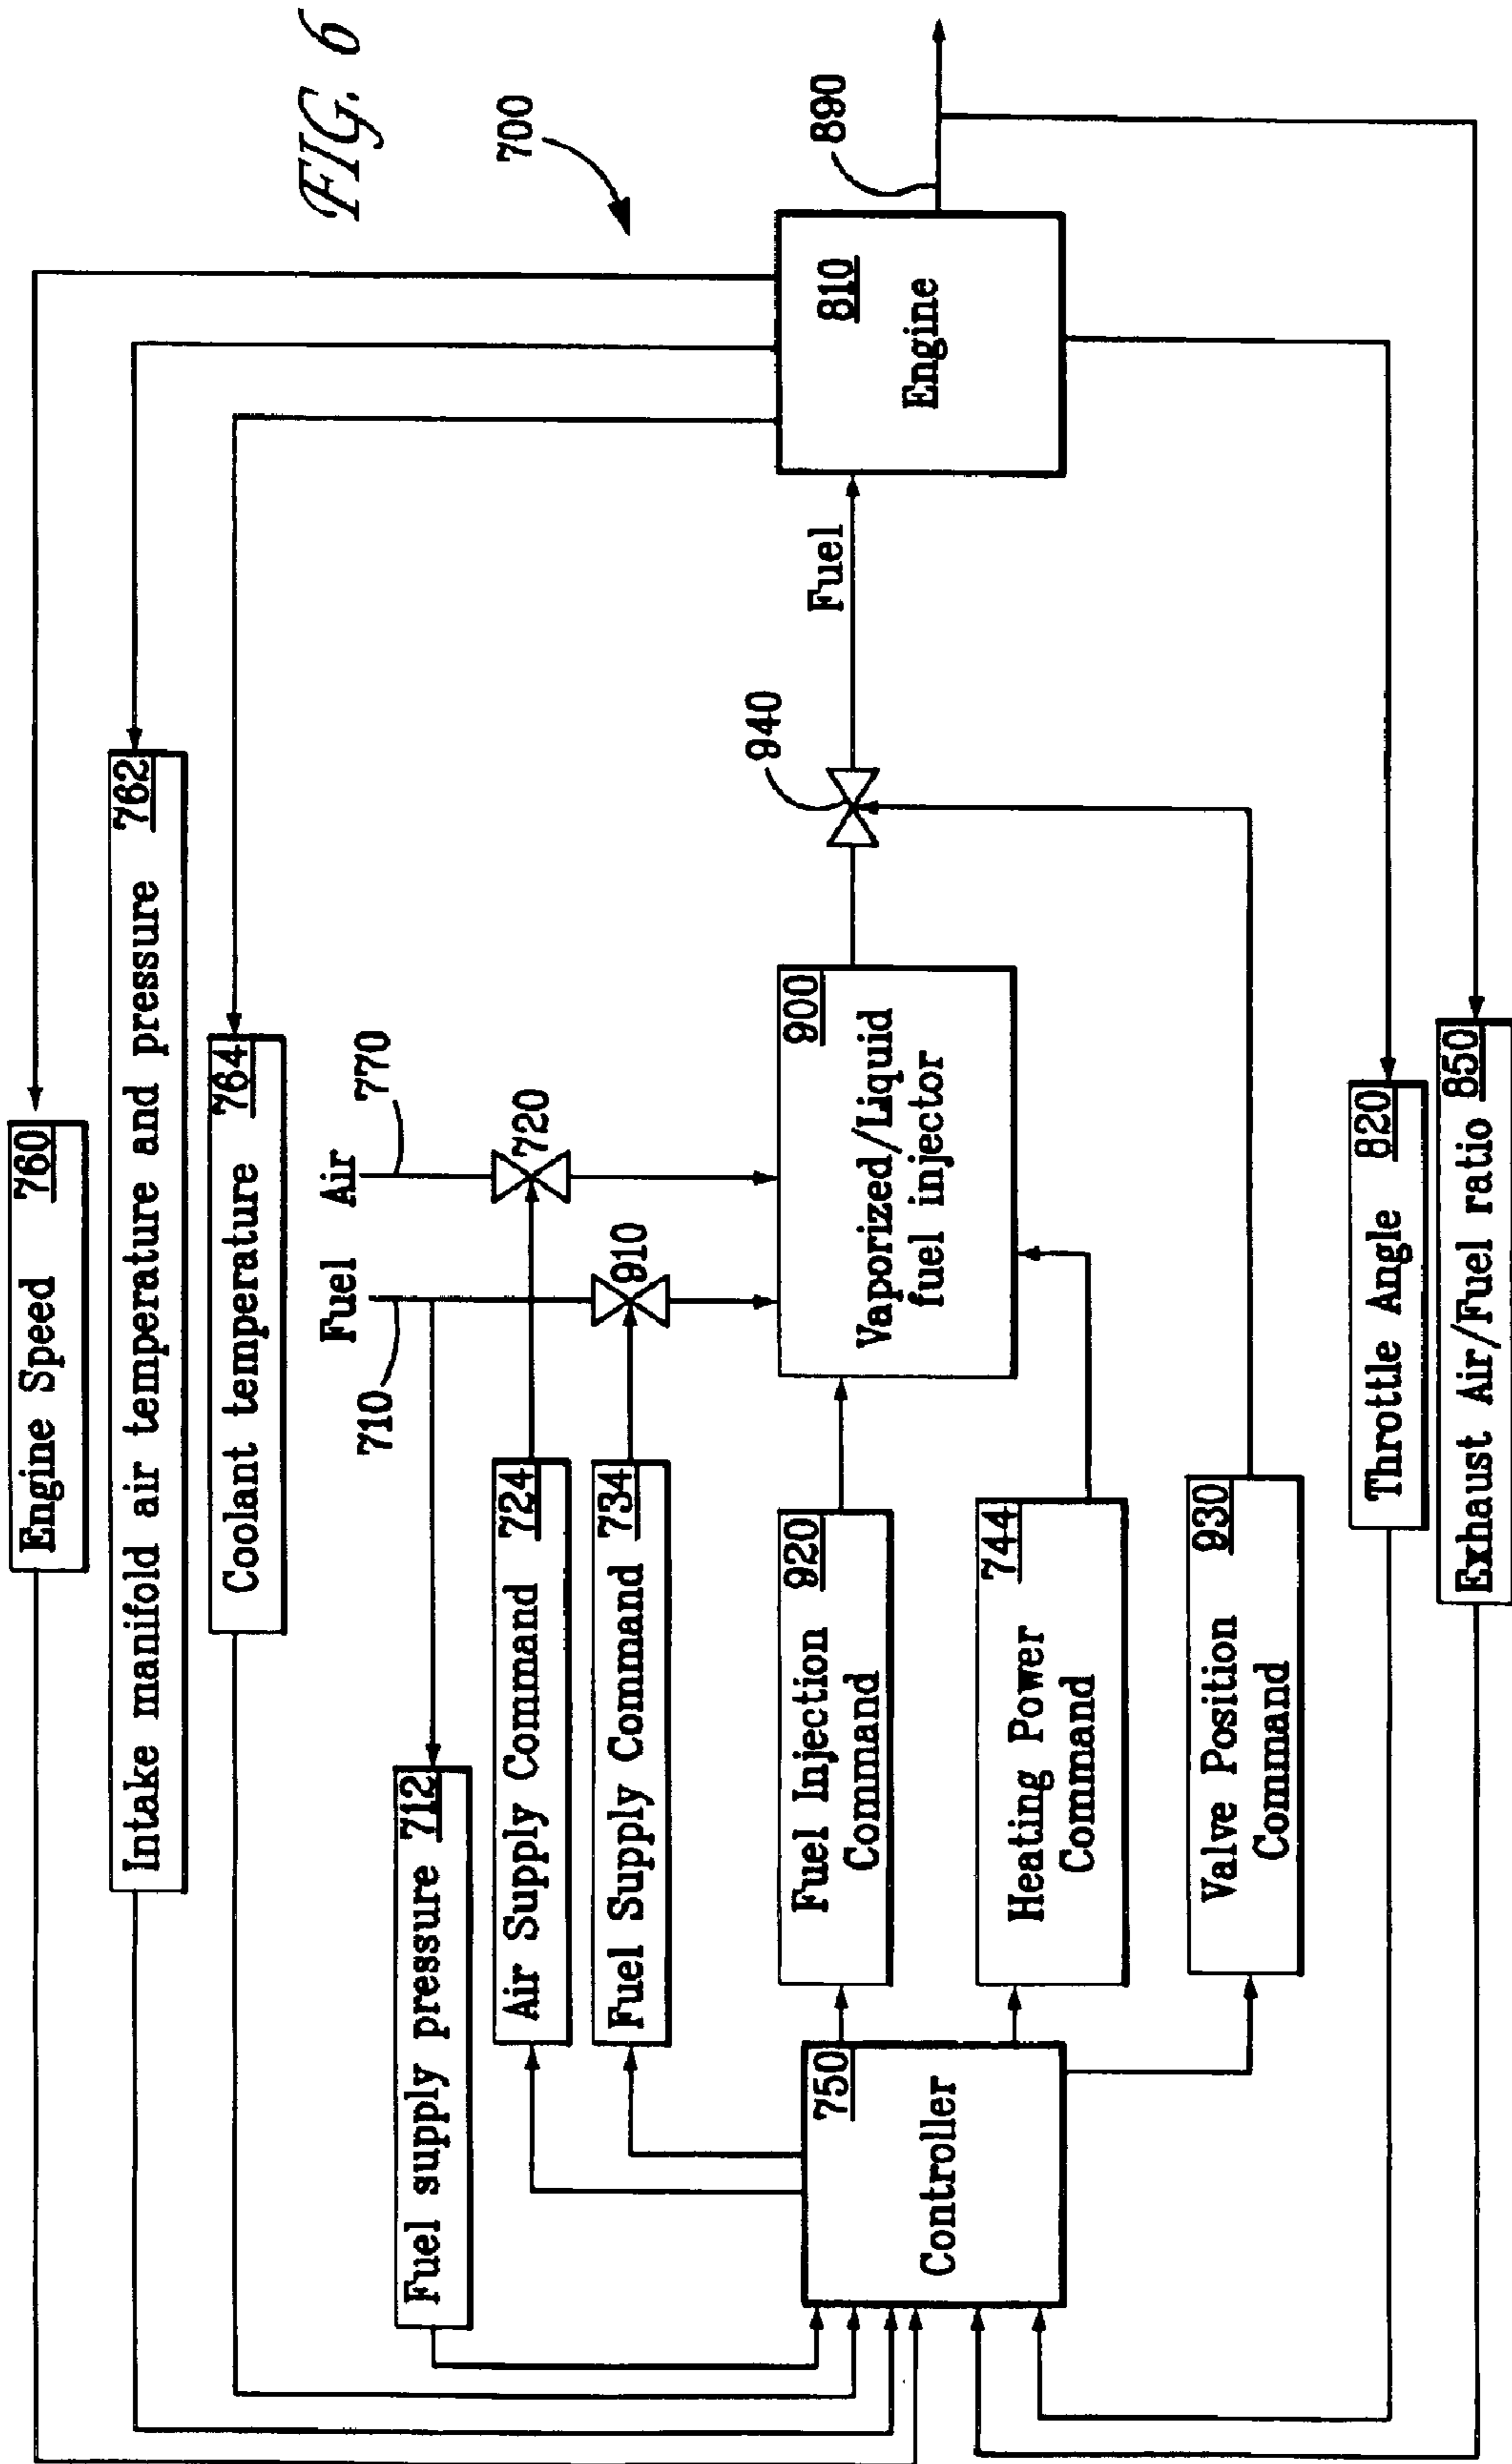 FIG. 6
700
Engine Speed 760
Intake manifold air temperature and pressure 762
Coolant temperature 764
Fuel
Air
710
770
Fuel supply pressure 712
Air Supply Command 724
720
Fuel Supply Command 734
910
750
Controller
920
Fuel Injection
Command
900
Vaporized/Liquid
fuel injector
940
Fuel
810
Engine
890
744
Heating Power
Command
930
Valve Position
Command
Throttle Angle 820
Exhaust Air/Fuel ratio 850